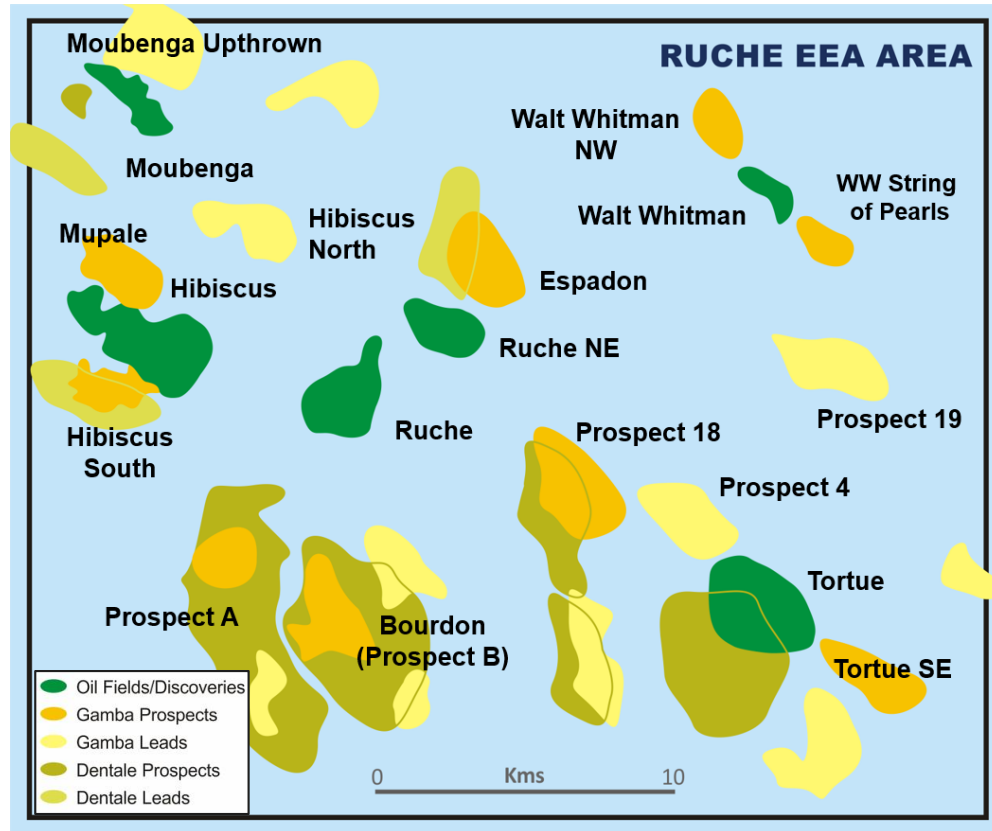 Moubenga Upthrown
RUCHE EEA AREA
Walt Whitman
NW
Moubenga
WW String
of Pearls
Walt Whitman
Hibiscus
North
Mupale
Hibiscus
Espadon
Ruche NE
Prospect 19
Ruche
Prospect 18
Hibiscus
South
Prospect 4
Tortue
Prospect A
Bourdon
(Prospect B)
Tortue SE
Oil Fields/Discoveries
Gamba Prospects
Gamba Leads
Dentale Prospects
Dentale Leads
0
Kms
10